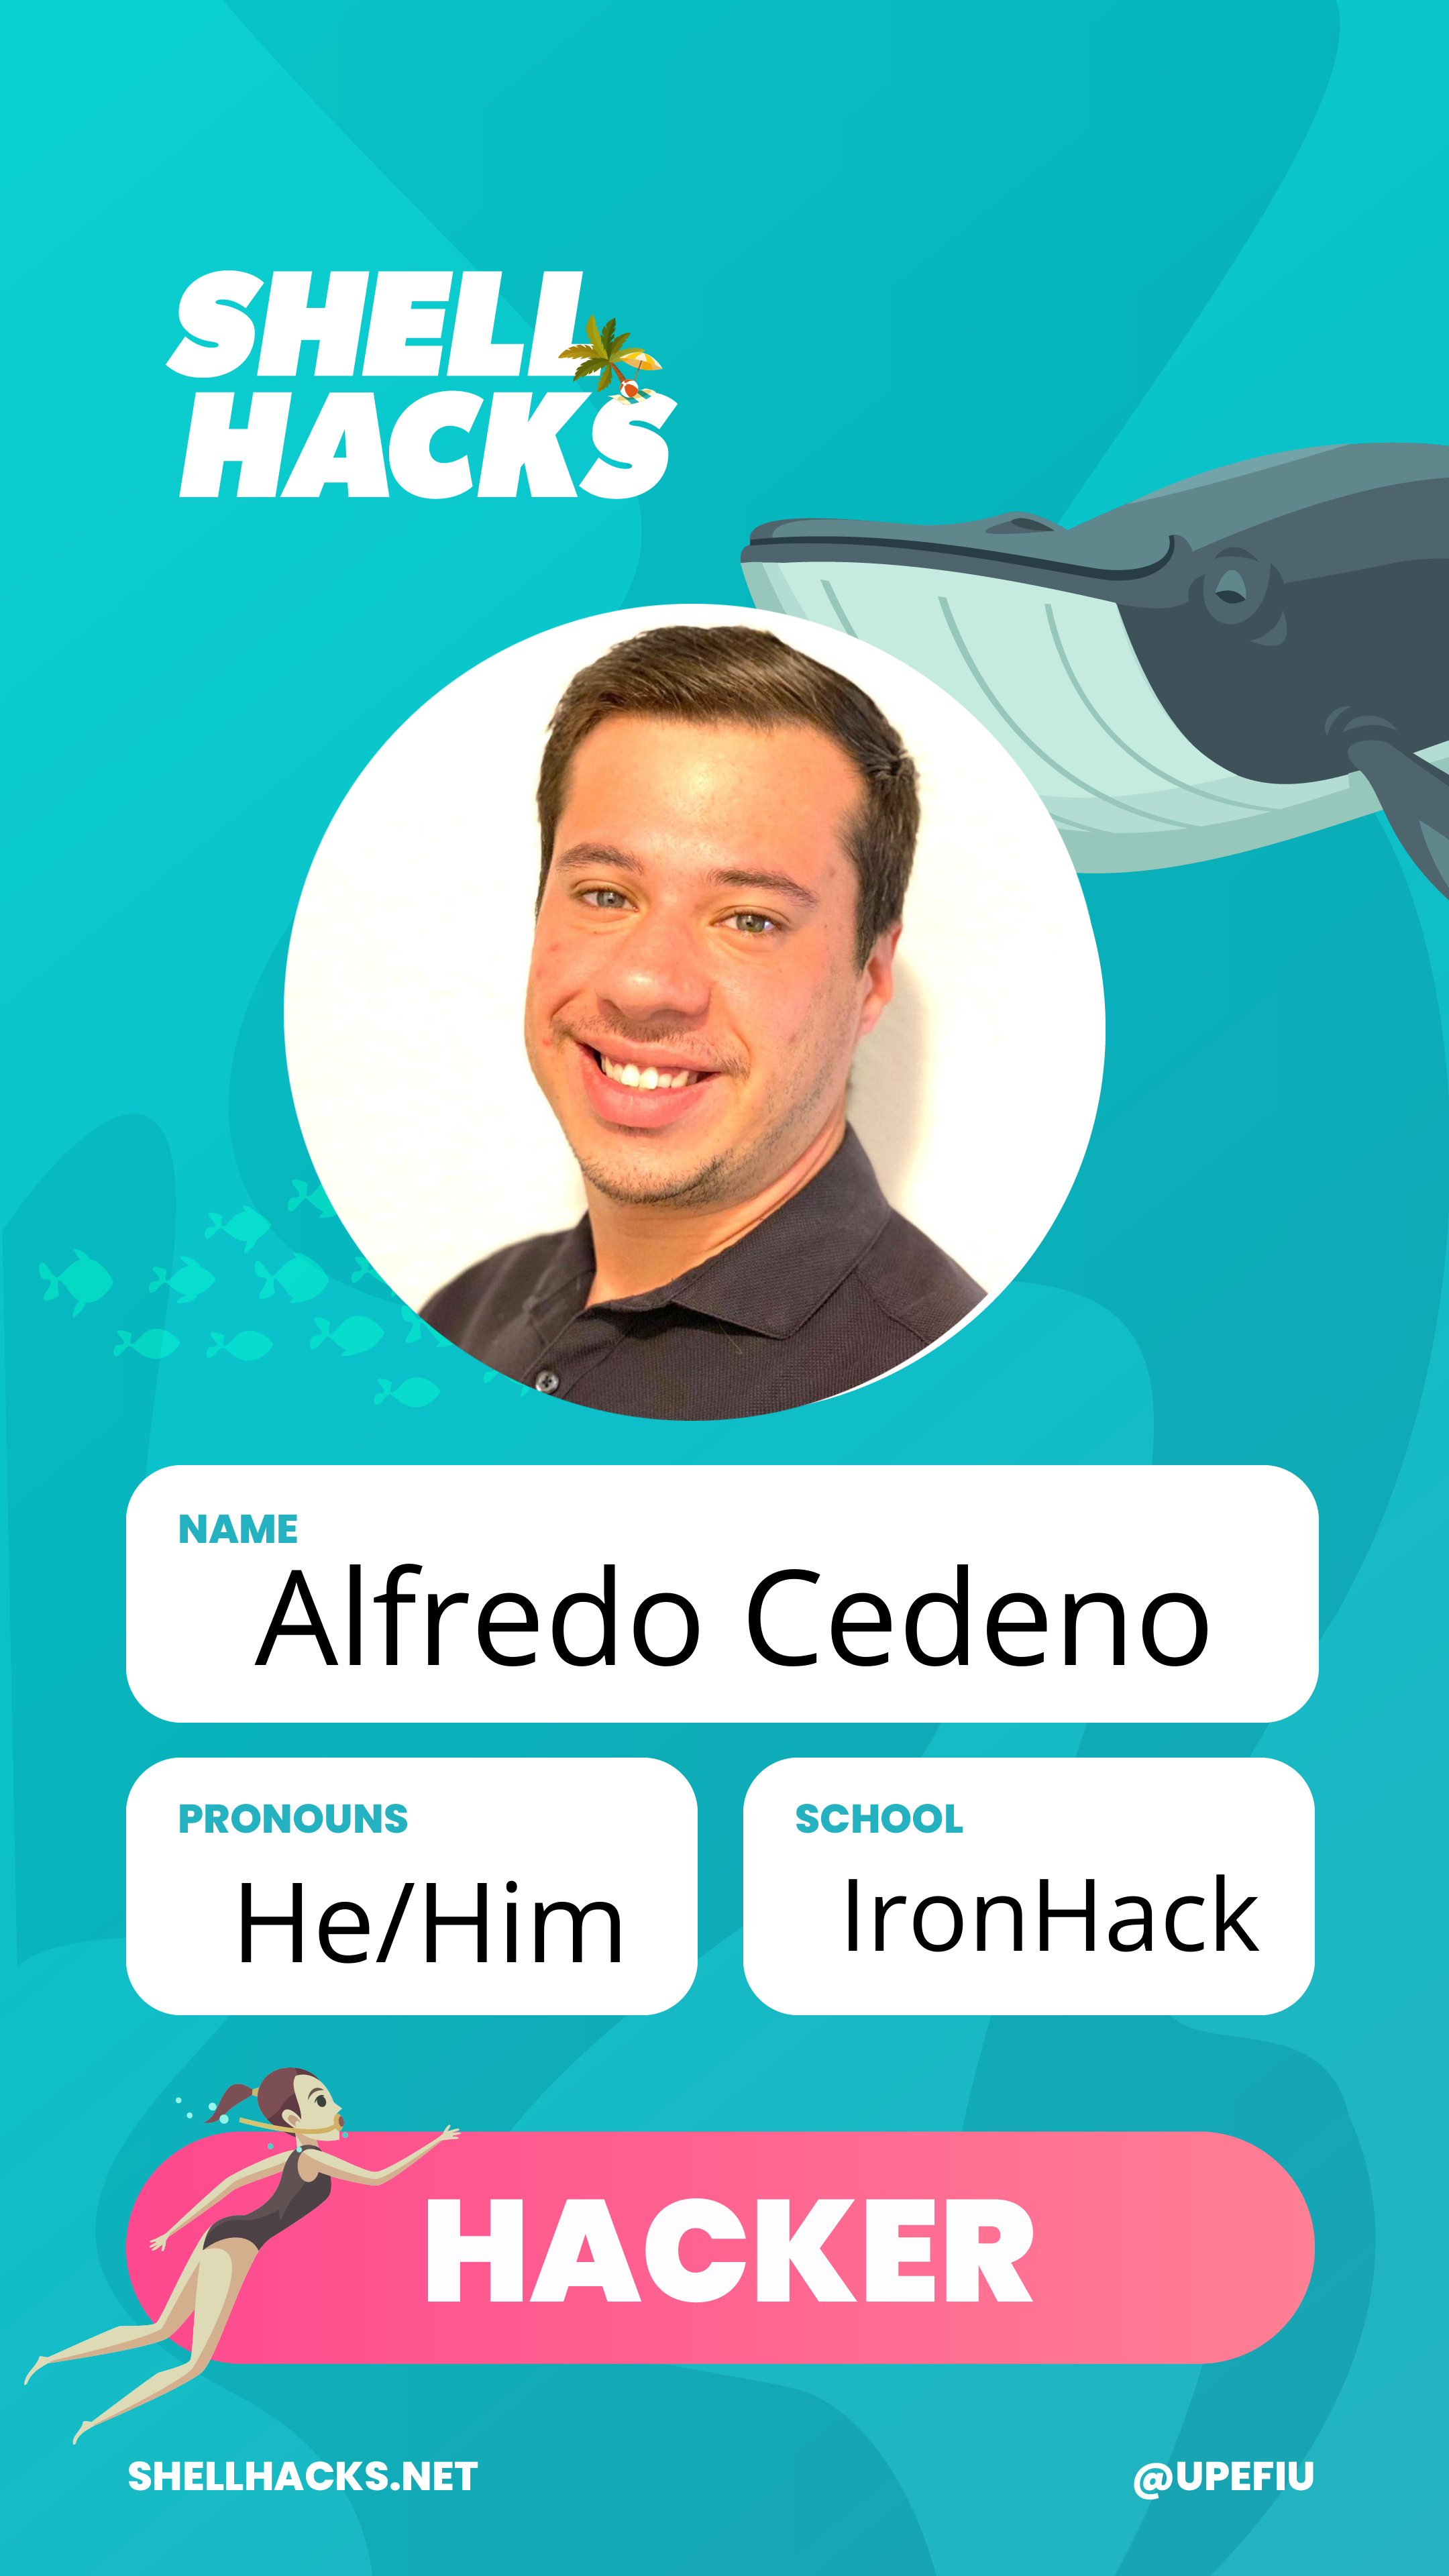 SHELL
HACKS
NAME
Alfredo Cedeno
PRONOUNS
He/Him
SCHOOL
IronHack
HACKER
SHELLHACKS.NET
@UPEFIU